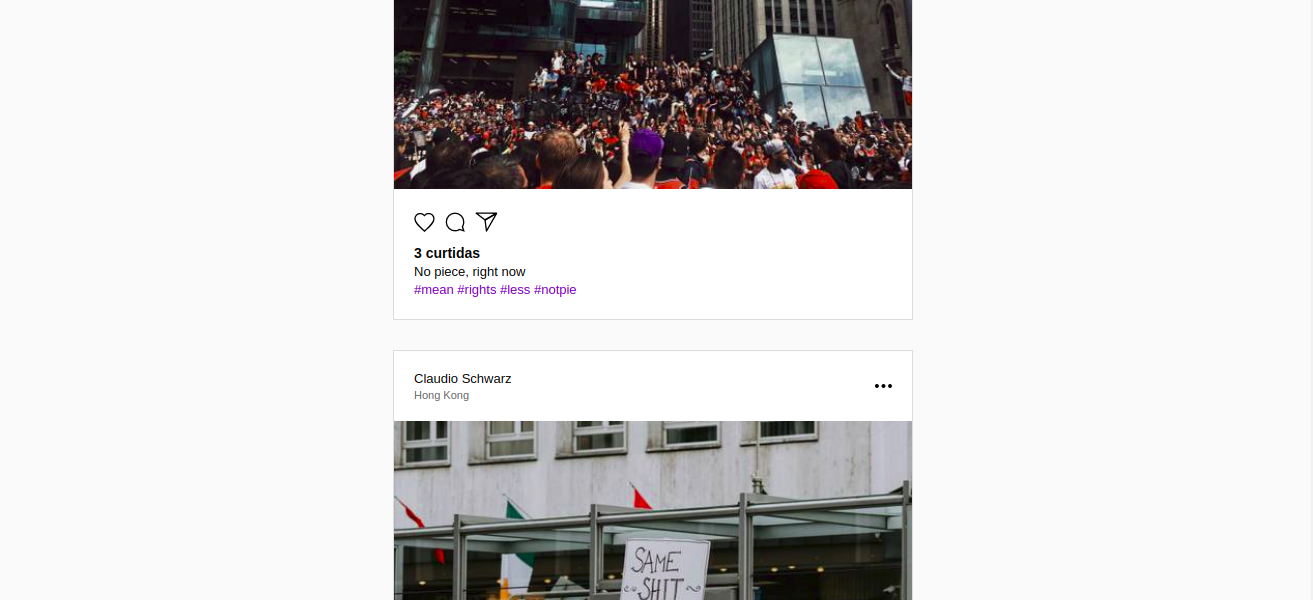 3 curtidas
No piece, right now
#mean #rights #less #notpie
Claudio Schwarz
Hong Kong
SAME
SHIT